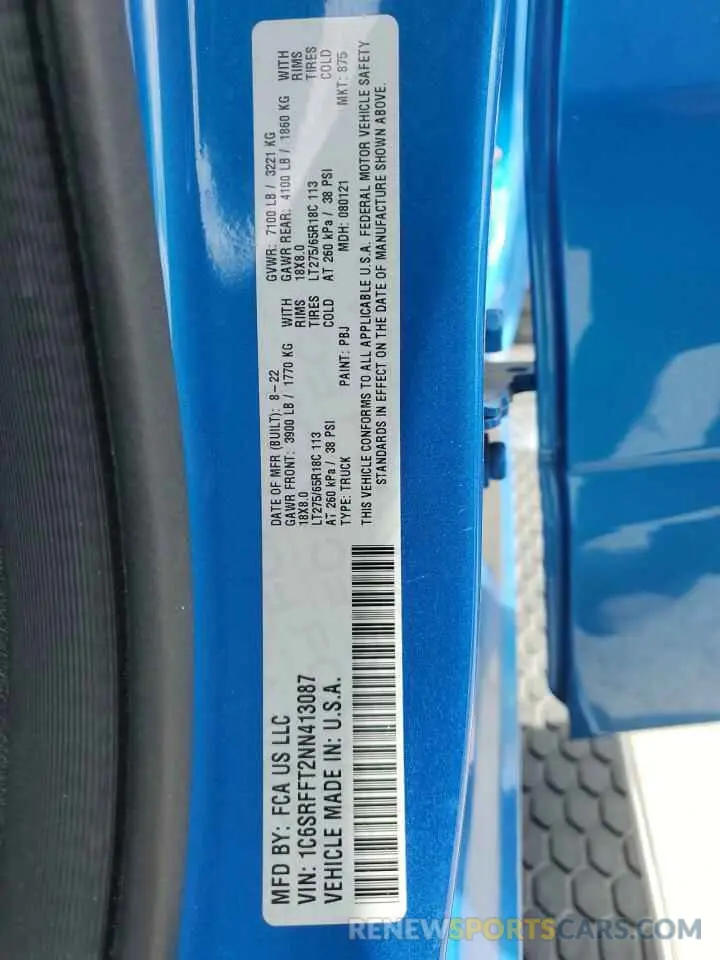 MFD BY: FCA US LLC
VIN: 1C6SRFFT2NN413087
VEHICLE MADE IN: U.S.A.
DATE OF MFR (BUILT): 8-22
GAWR FRONT: 3900 LB / 1770 KG WITH
18X8.0 RIMS
LT275/65R18C 113 TIRES
AT 260 kPa / 38 PSI COLD
TYPE: TRUCK PAINT: PBJ
GVWR: 7100 LB / 3221 KG
GAWR REAR: 4100 LB / 1860 KG WITH
18X8.0 RIMS
LT275/65R18C 113 TIRES
AT 260 kPa / 38 PSI COLD
MDH: 080121 MKT: 875
THIS VEHICLE CONFORMS TO ALL APPLICABLE U.S.A. FEDERAL MOTOR VEHICLE SAFETY
STANDARDS IN EFFECT ON THE DATE OF MANUFACTURE SHOWN ABOVE.
RENEWSPORTSCARS.COM